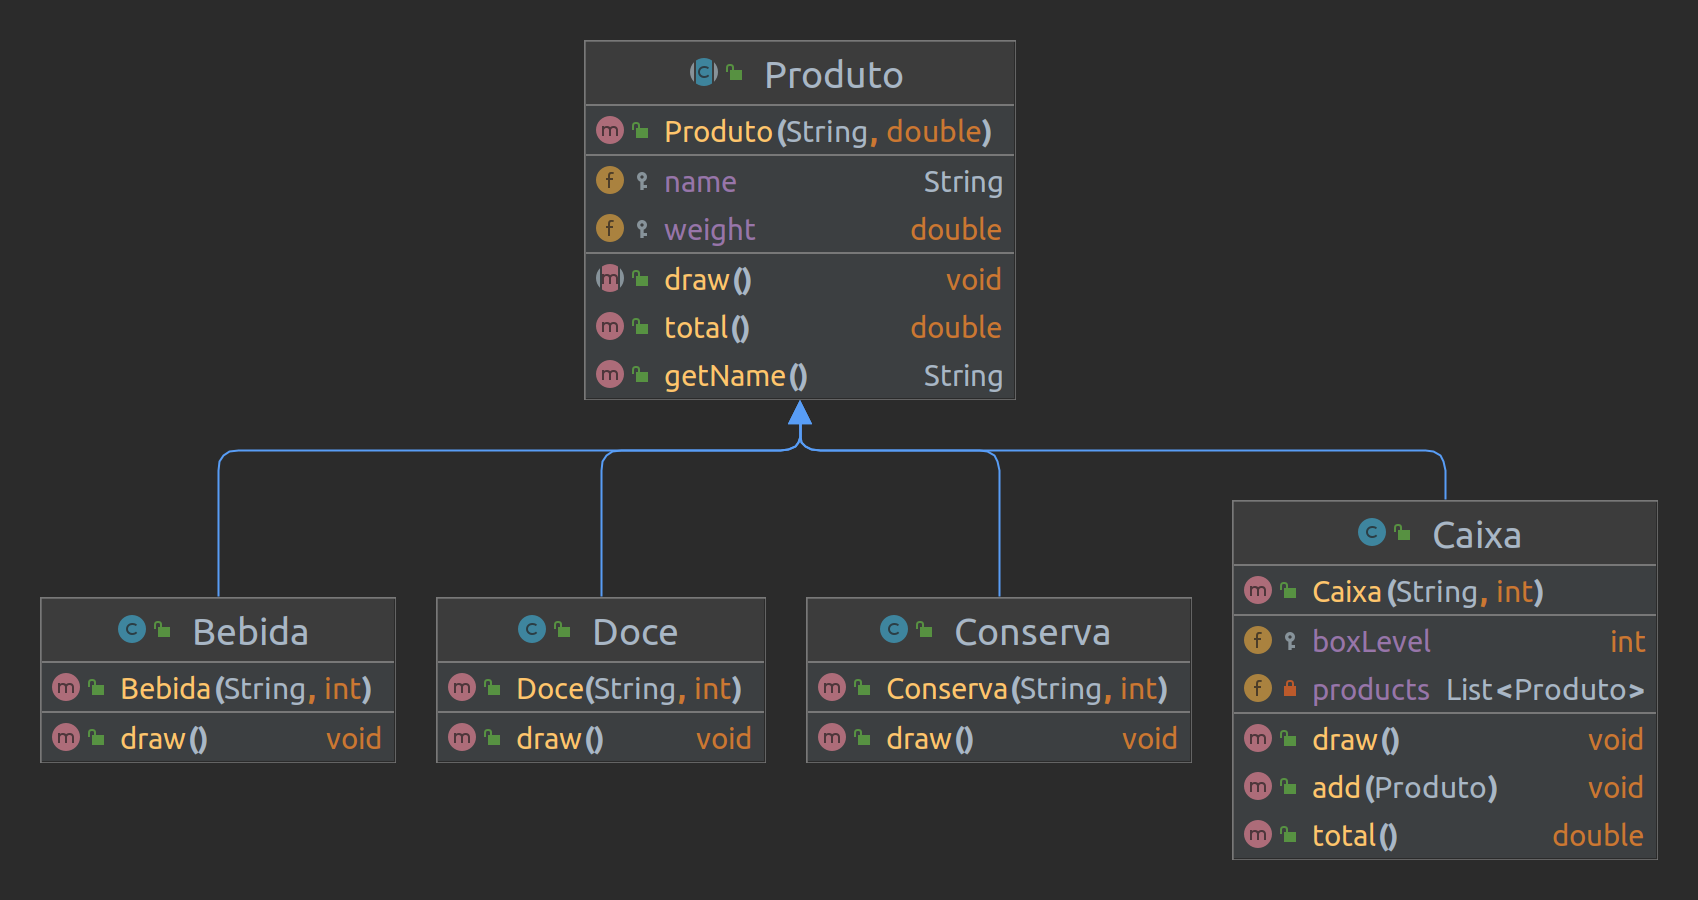 Produto
Produto(String, double)
name String
weight double
draw() void
total() double
getName() String
Bebida
Bebida(String, int)
draw() void
Doce
Doce(String, int)
draw() void
Conserva
Conserva(String, int)
draw() void
Caixa
Caixa(String, int)
boxLevel int
products List<Produto>
draw() void
add(Produto) void
total() double